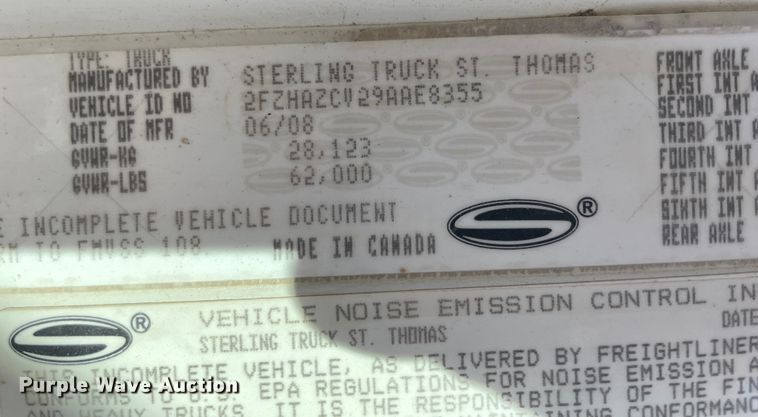 TYPE: TRUCK
MANUFACTURED BY STERLING TRUCK ST. THOMAS
VEHICLE ID NO 2FZHAZCV29AAE8355
DATE OF MFR 06/08
GVWR-KG 28,123
GVWR-LBS 62,000
FRONT AXLE
FIRST INT A
SECOND INT
THIRD INT A
FOURTH INT
FIFTH INT A
SIXTH INT A
REAR AXLE
E INCOMPLETE VEHICLE DOCUMENT
RM TO FMVSS 108 MADE IN CANADA
®
® VEHICLE NOISE EMISSION CONTROL IN
STERLING TRUCK ST. THOMAS DATE
THIS INCOMPLETE VEHICLE, AS DELIVERED BY FREIGHTLINER
CONFORMS U.S. EPA REGULATIONS FOR NOISE EMISSION A
AND HEAVY TRUCKS. IT IS THE RESPONSIBILITY OF THE FIN
MAINTAINING CONFORMANC
Purple Wave Auction